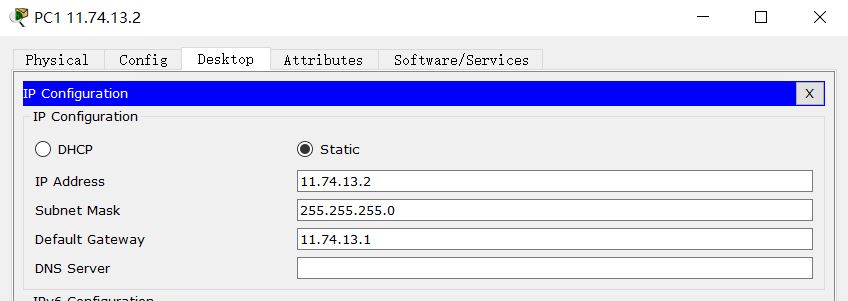 PC1 11.74.13.2
Physical Config Desktop Attributes Software/Services
IP Configuration X
IP Configuration
DHCP Static
IP Address 11.74.13.2
Subnet Mask 255.255.255.0
Default Gateway 11.74.13.1
DNS Server
IPv6 Configuration